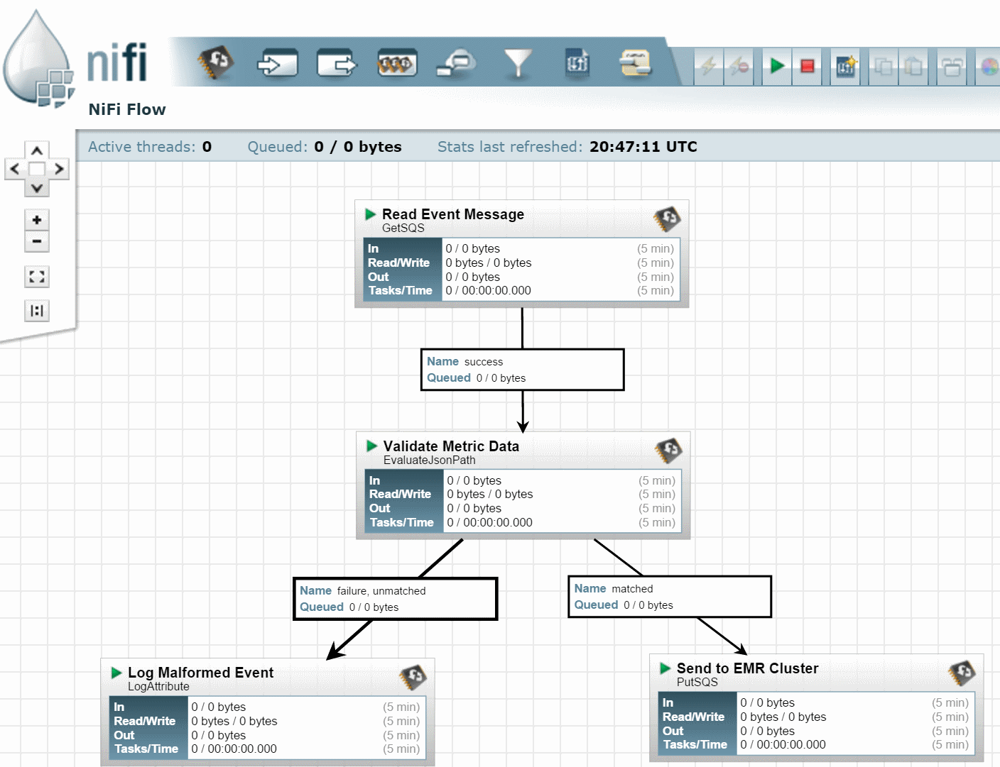 nifi
NiFi Flow
Active threads: 0 Queued: 0 / 0 bytes Stats last refreshed: 20:47:11 UTC
Read Event Message
GetSQS
In 0 / 0 bytes (5 min)
Read/Write 0 bytes / 0 bytes (5 min)
Out 0 / 0 bytes (5 min)
Tasks/Time 0 / 00:00:00.000 (5 min)
Name success
Queued 0 / 0 bytes
Validate Metric Data
EvaluateJsonPath
In 0 / 0 bytes (5 min)
Read/Write 0 bytes / 0 bytes (5 min)
Out 0 / 0 bytes (5 min)
Tasks/Time 0 / 00:00:00.000 (5 min)
Name failure, unmatched
Queued 0 / 0 bytes
Name matched
Queued 0 / 0 bytes
Log Malformed Event
LogAttribute
In 0 / 0 bytes (5 min)
Read/Write 0 bytes / 0 bytes (5 min)
Out 0 / 0 bytes (5 min)
Tasks/Time 0 / 00:00:00.000 (5 min)
Send to EMR Cluster
PutSQS
In 0 / 0 bytes (5 min)
Read/Write 0 bytes / 0 bytes (5 min)
Out 0 / 0 bytes (5 min)
Tasks/Time 0 / 00:00:00.000 (5 min)